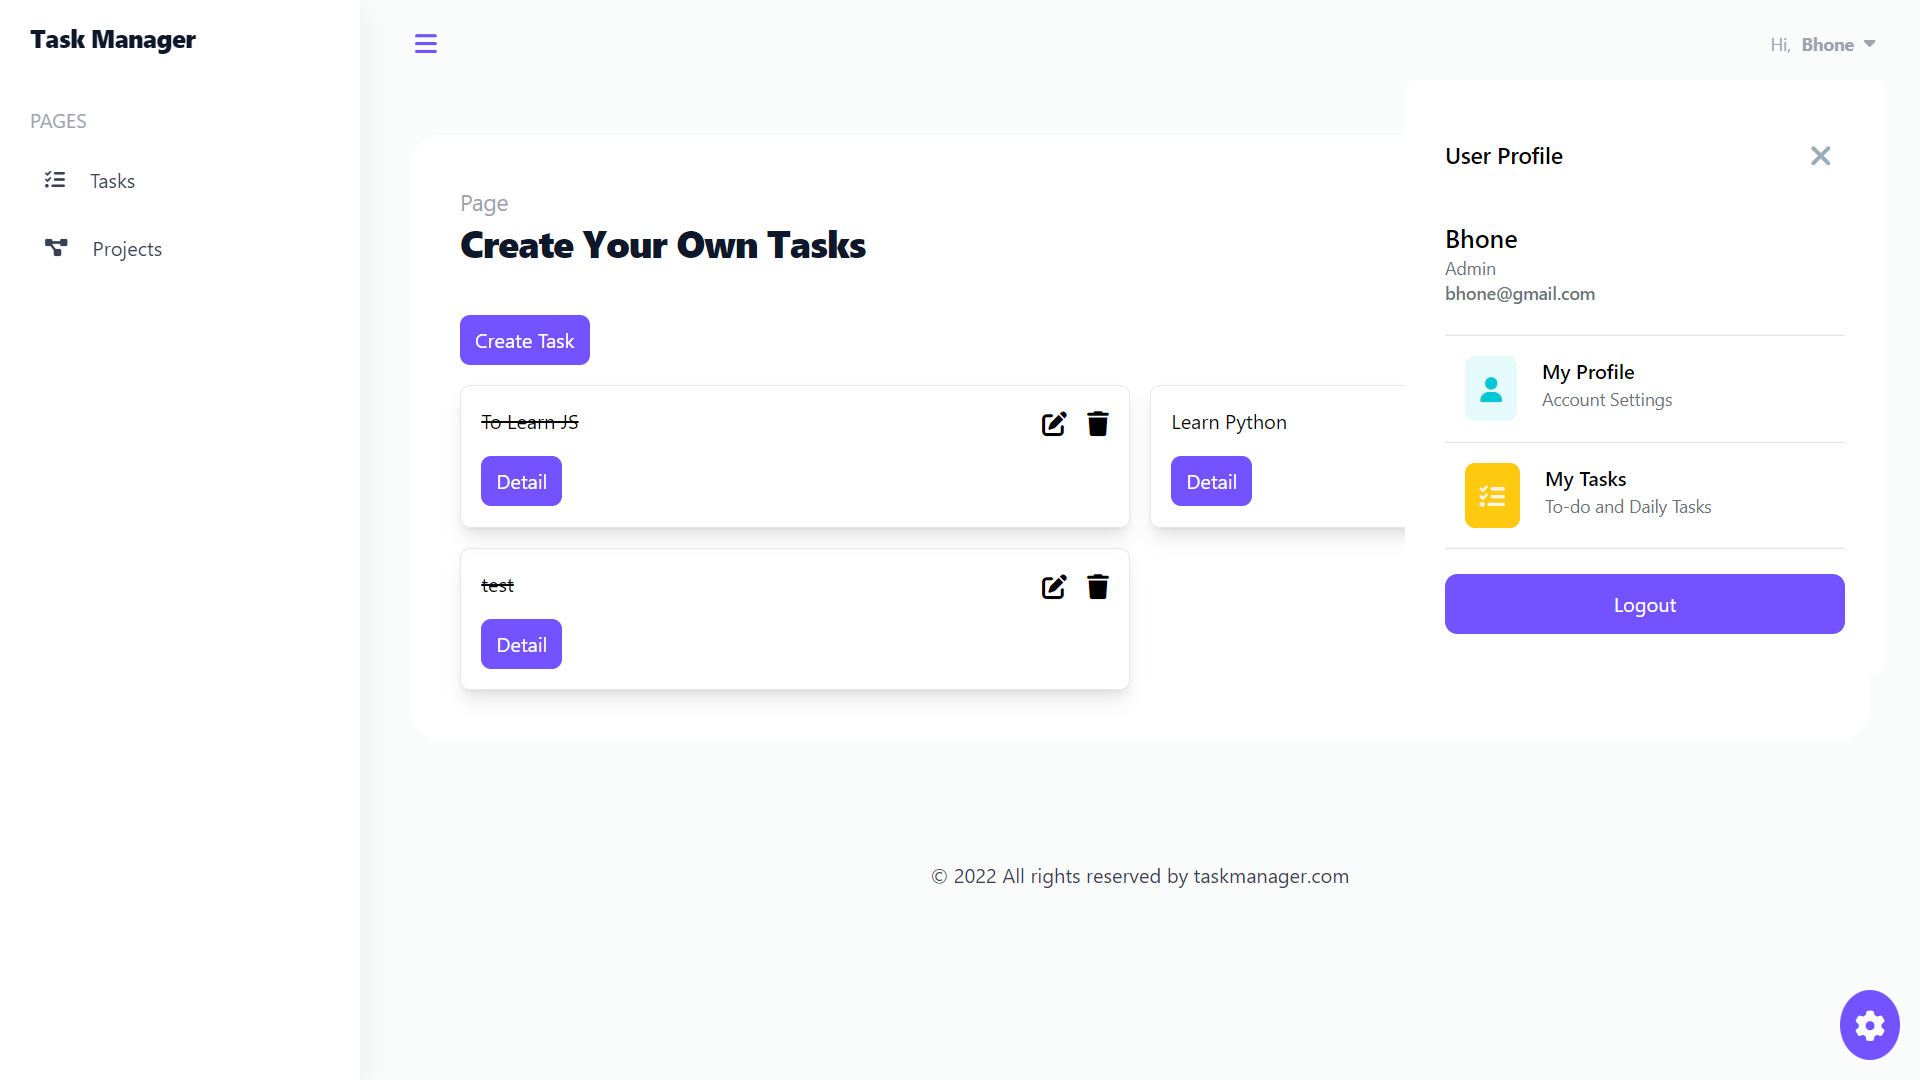 Task Manager
PAGES
Tasks
Projects
Hi, Bhone
Page
Create Your Own Tasks
Create Task
To Learn JS
Detail
Learn Python
Detail
test
Detail
User Profile
Bhone
Admin
bhone@gmail.com
My Profile
Account Settings
My Tasks
To-do and Daily Tasks
Logout
© 2022 All rights reserved by taskmanager.com